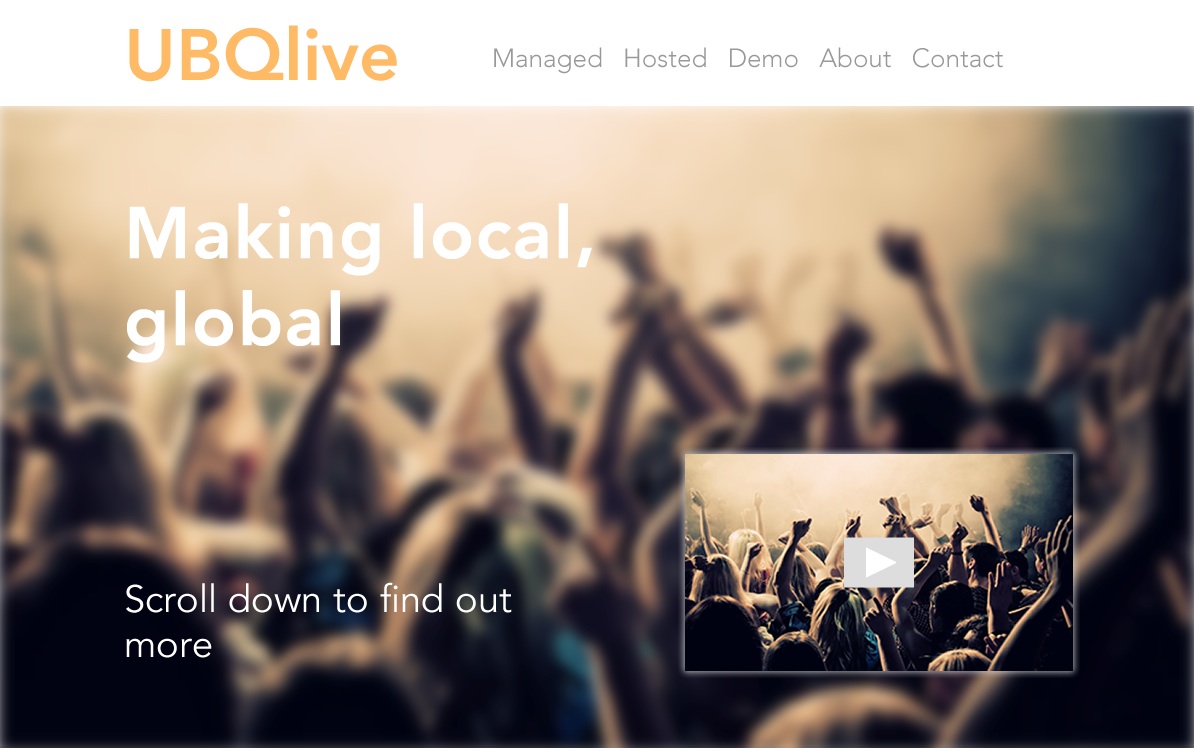 UBQlive
Managed Hosted Demo About Contact
Making local,
global
Scroll down to find out
more